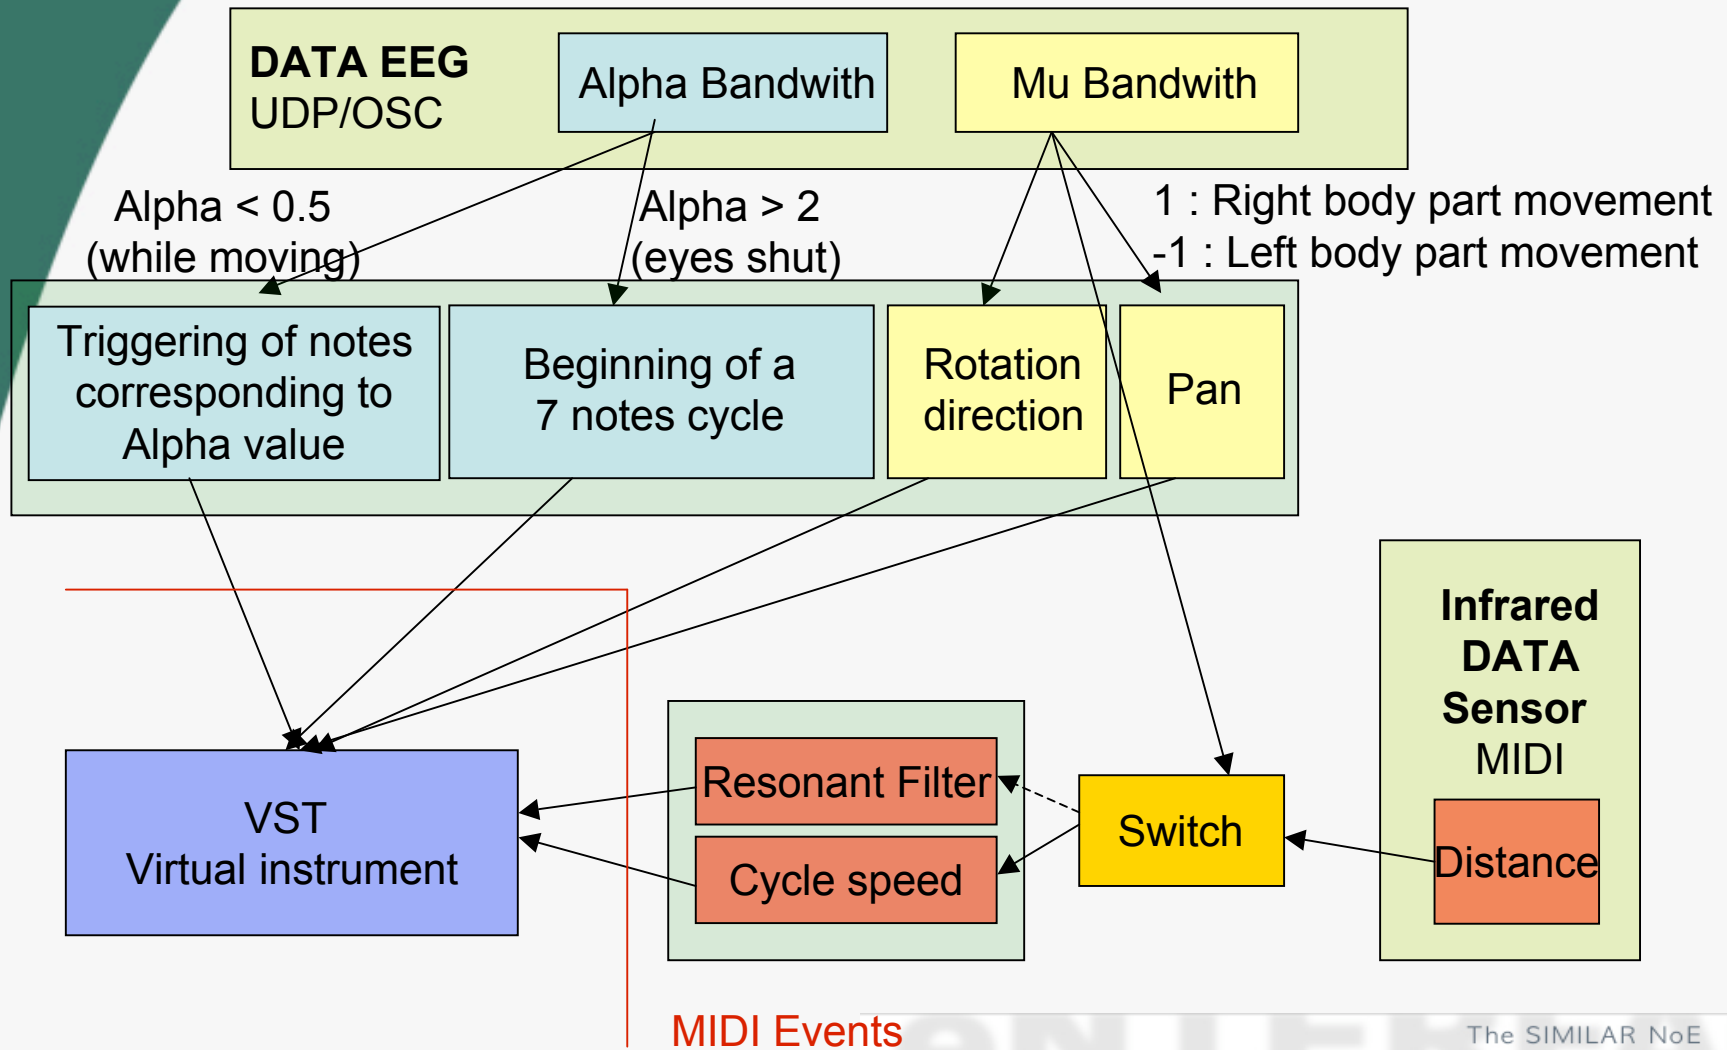 DATA EEG
UDP/OSC
Alpha Bandwith
Mu Bandwith
Alpha < 0.5
(while moving)
Alpha > 2
(eyes shut)
1 : Right body part movement
-1 : Left body part movement
Triggering of notes
corresponding to
Alpha value
Beginning of a
7 notes cycle
Rotation
direction
Pan
Infrared
DATA
Sensor
MIDI
Distance
Switch
Resonant Filter
Cycle speed
VST
Virtual instrument
MIDI Events
The SIMILAR NoE